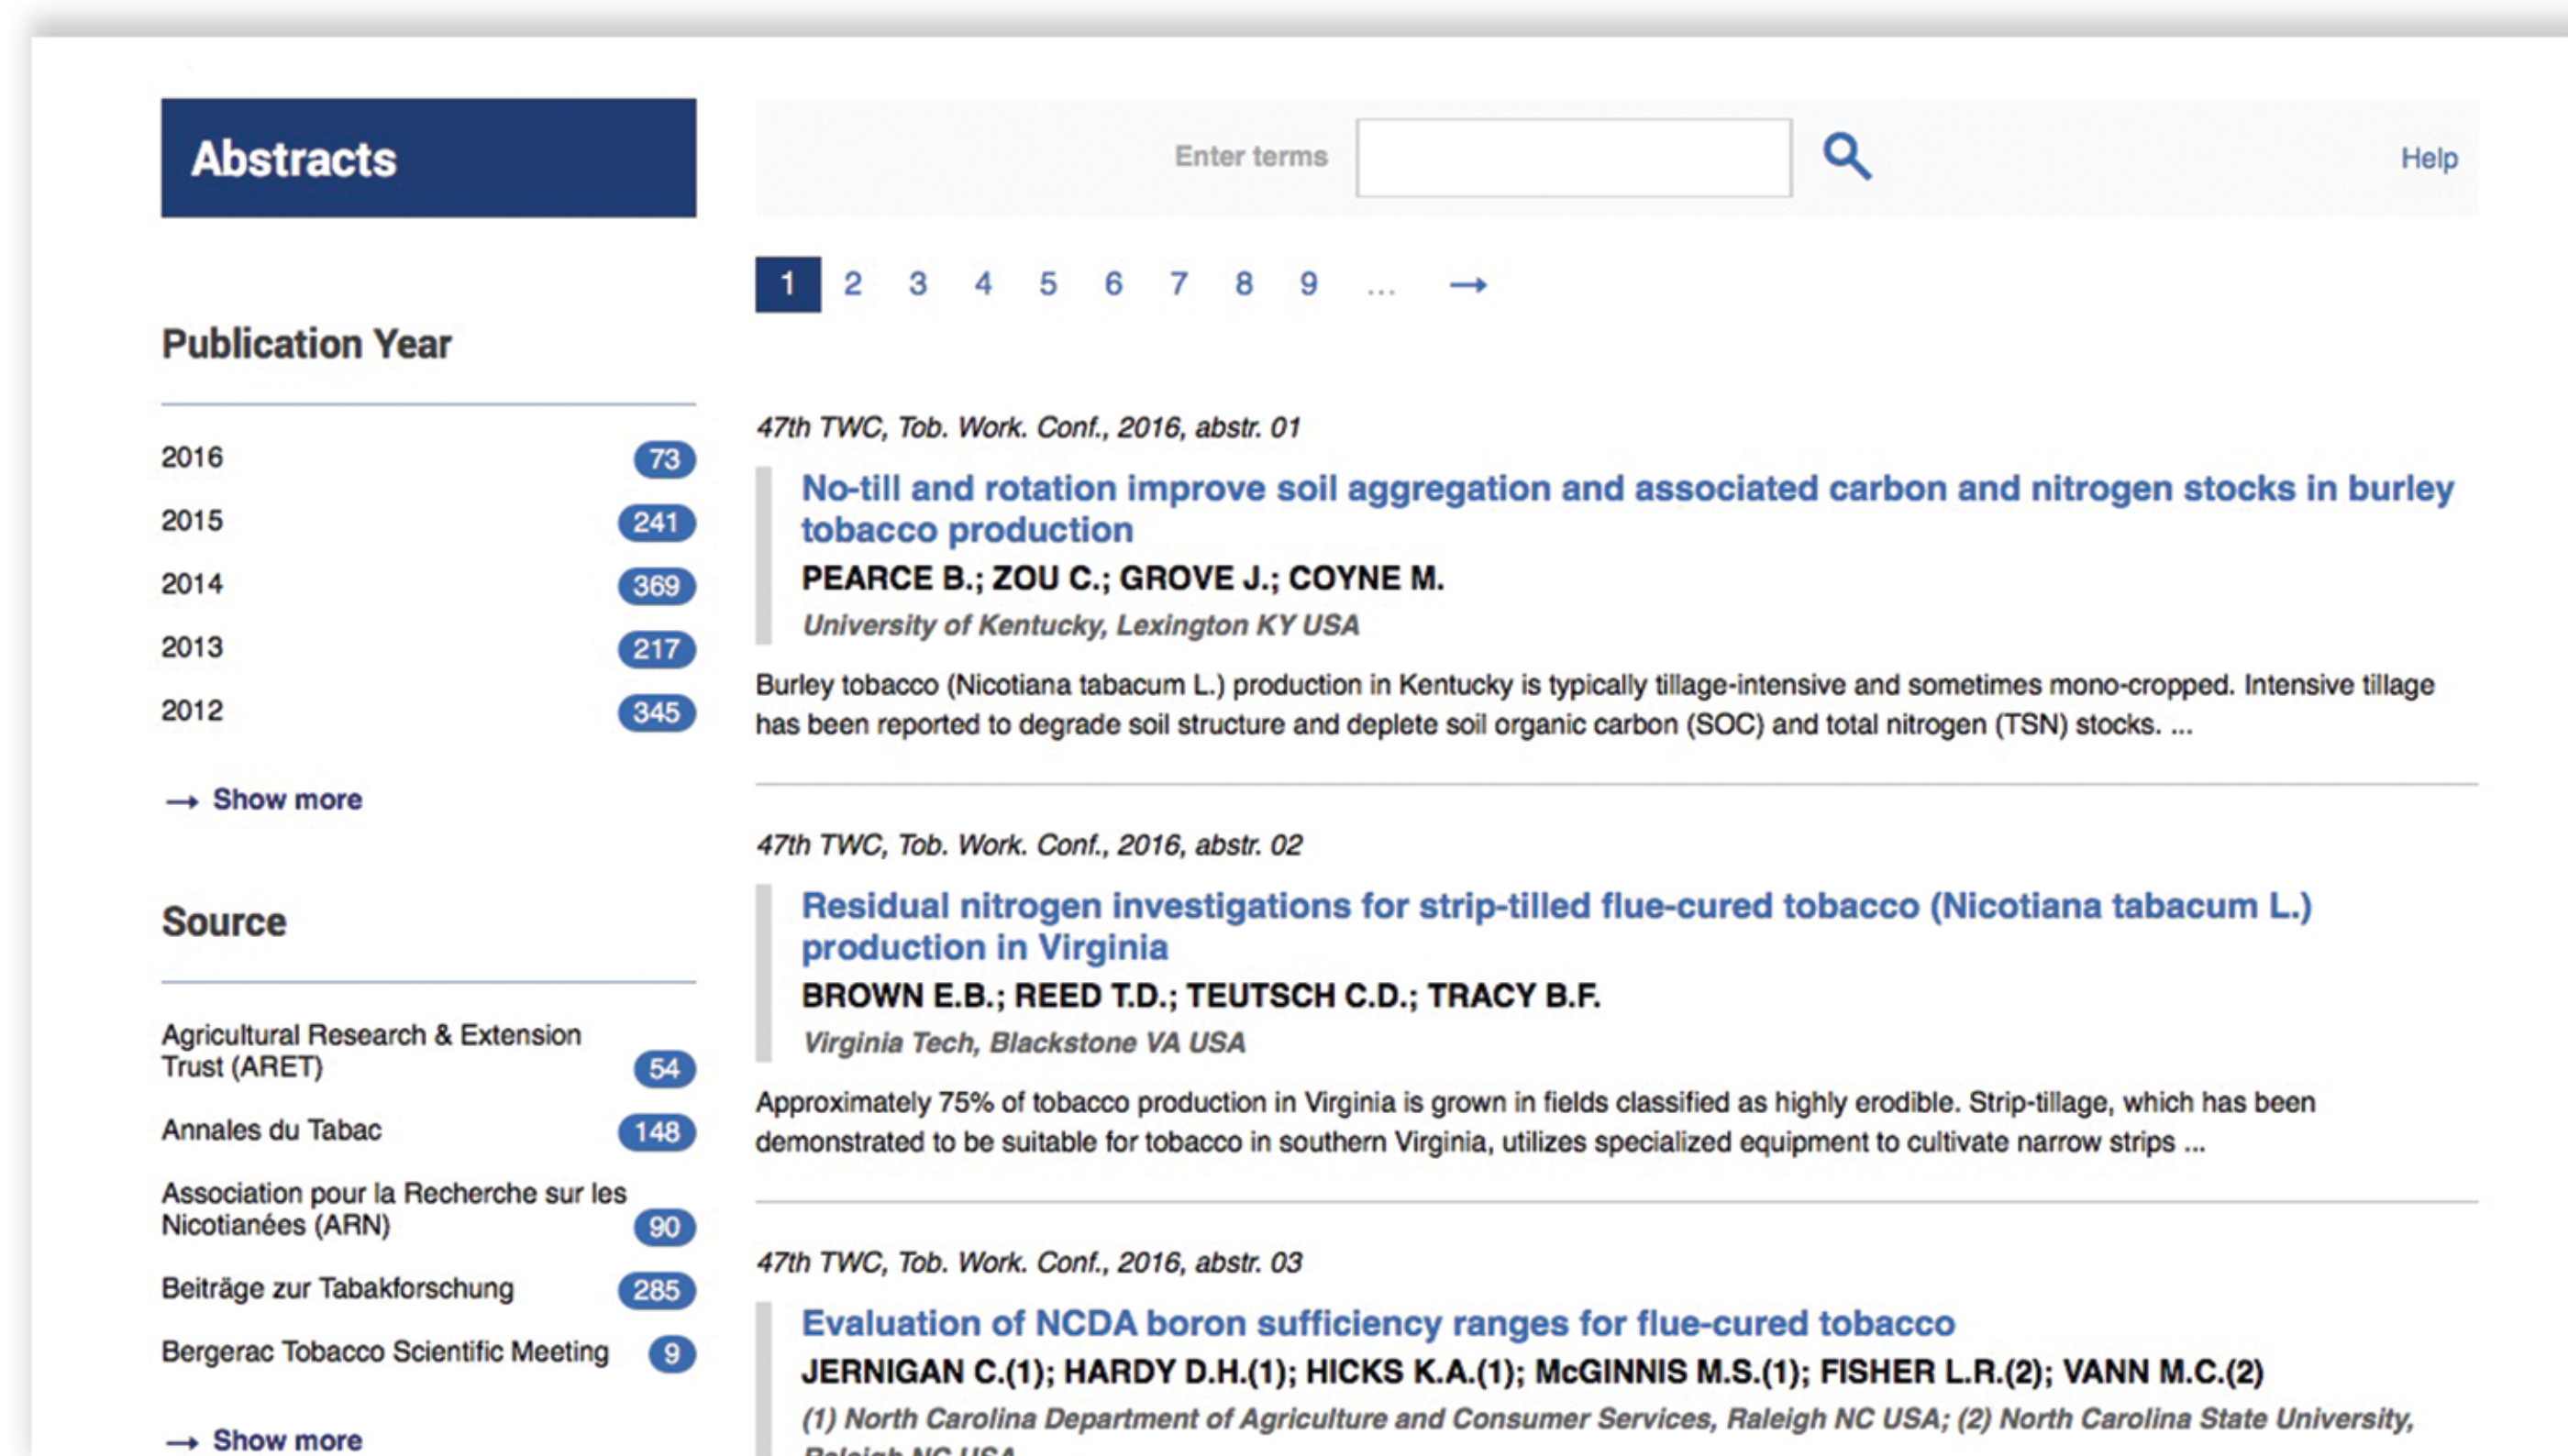 Abstracts
Enter terms
Help
1 2 3 4 5 6 7 8 9 ... →
Publication Year
2016 73
2015 241
2014 369
2013 217
2012 345
→ Show more
Source
Agricultural Research & Extension
Trust (ARET) 54
Annales du Tabac 148
Association pour la Recherche sur les
Nicotianées (ARN) 90
Beiträge zur Tabakforschung 285
Bergerac Tobacco Scientific Meeting 9
→ Show more
47th TWC, Tob. Work. Conf., 2016, abstr. 01
No-till and rotation improve soil aggregation and associated carbon and nitrogen stocks in burley
tobacco production
PEARCE B.; ZOU C.; GROVE J.; COYNE M.
University of Kentucky, Lexington KY USA
Burley tobacco (Nicotiana tabacum L.) production in Kentucky is typically tillage-intensive and sometimes mono-cropped. Intensive tillage
has been reported to degrade soil structure and deplete soil organic carbon (SOC) and total nitrogen (TSN) stocks. ...
47th TWC, Tob. Work. Conf., 2016, abstr. 02
Residual nitrogen investigations for strip-tilled flue-cured tobacco (Nicotiana tabacum L.)
production in Virginia
BROWN E.B.; REED T.D.; TEUTSCH C.D.; TRACY B.F.
Virginia Tech, Blackstone VA USA
Approximately 75% of tobacco production in Virginia is grown in fields classified as highly erodible. Strip-tillage, which has been
demonstrated to be suitable for tobacco in southern Virginia, utilizes specialized equipment to cultivate narrow strips ...
47th TWC, Tob. Work. Conf., 2016, abstr. 03
Evaluation of NCDA boron sufficiency ranges for flue-cured tobacco
JERNIGAN C.(1); HARDY D.H.(1); HICKS K.A.(1); McGINNIS M.S.(1); FISHER L.R.(2); VANN M.C.(2)
(1) North Carolina Department of Agriculture and Consumer Services, Raleigh NC USA; (2) North Carolina State University,
Raleigh NC USA